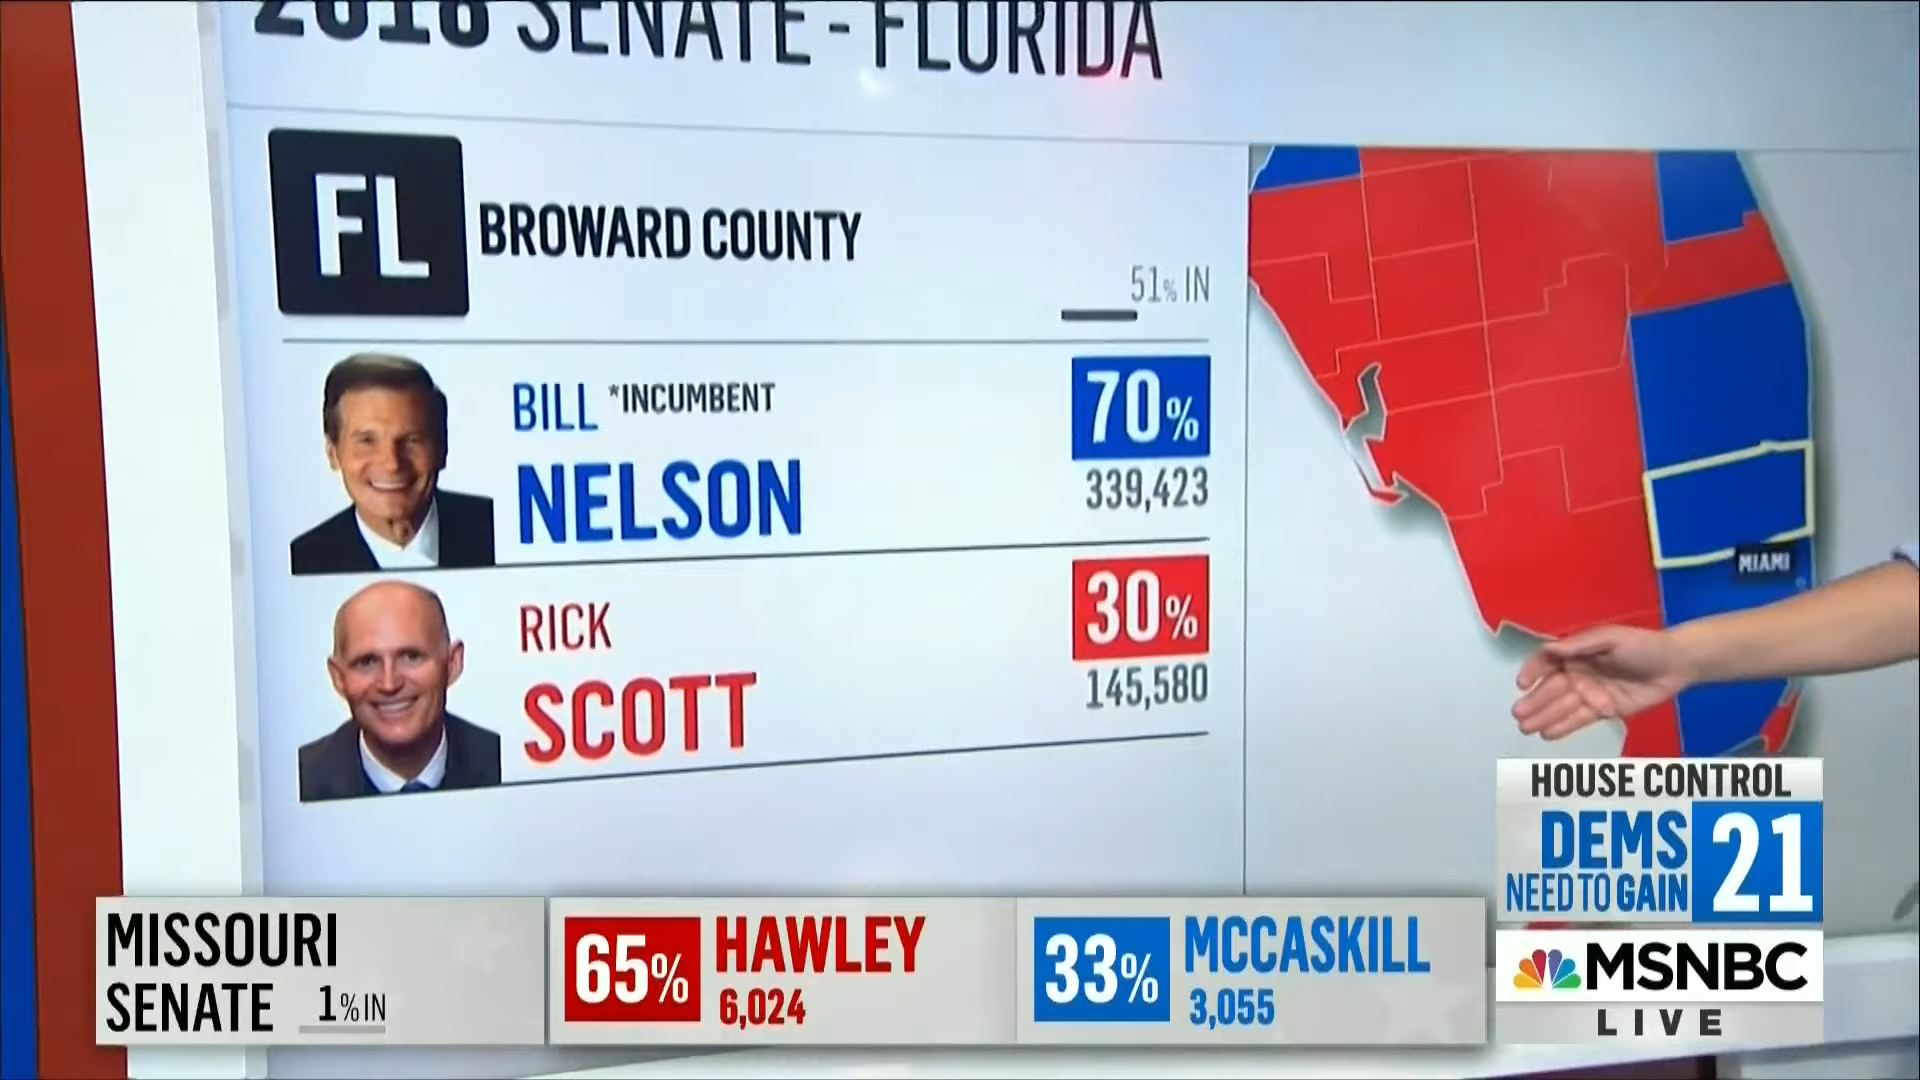 2018 SENATE - FLORIDA
FL
BROWARD COUNTY
51% IN
BILL *INCUMBENT
NELSON
70%
339,423
RICK
SCOTT
30%
145,580
MIAMI
HOUSE CONTROL
DEMS
NEED TO GAIN
21
MISSOURI
SENATE 1% IN
65%
HAWLEY
6,024
33%
MCCASKILL
3,055
MSNBC
LIVE